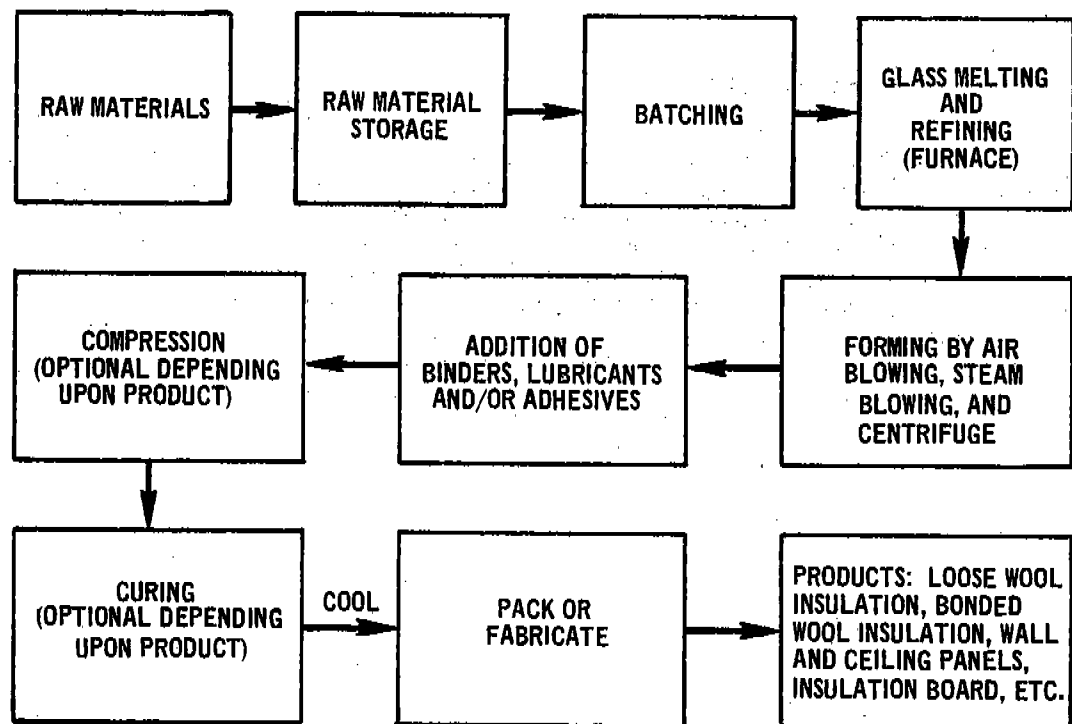 RAW MATERIALS
RAW MATERIAL
STORAGE
BATCHING
GLASS MELTING
AND
REFINING
(FURNACE)
COMPRESSION
(OPTIONAL DEPENDING
UPON PRODUCT)
ADDITION OF
BINDERS, LUBRICANTS
AND/OR ADHESIVES
FORMING BY AIR
BLOWING, STEAM
BLOWING, AND
CENTRIFUGE
CURING
(OPTIONAL DEPENDING
UPON PRODUCT)
COOL
PACK OR
FABRICATE
PRODUCTS: LOOSE WOOL
INSULATION, BONDED
WOOL INSULATION, WALL
AND CEILING PANELS,
INSULATION BOARD, ETC.